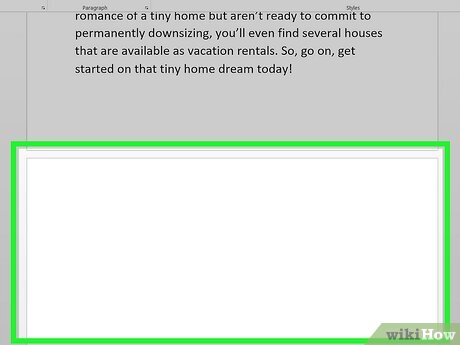 Paragraph Styles
romance of a tiny home but aren't ready to commit to
permanently downsizing, you'll even find several houses
that are available as vacation rentals. So, go on, get
started on that tiny home dream today!
wikiHow